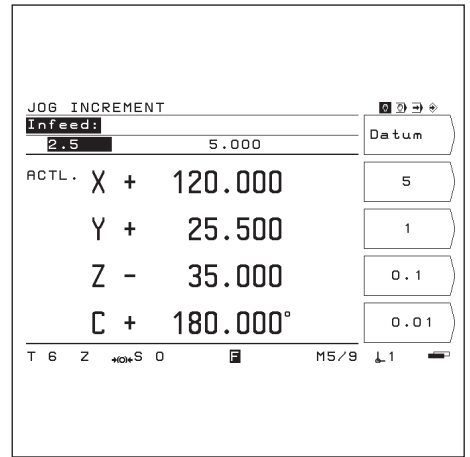 JOG INCREMENT
Infeed:
2.5 5.000
Datum
ACTL. X + 120.000
5
Y + 25.500
1
Z - 35.000
0.1
C + 180.000°
0.01
T 6 Z S 0 F M5/9 1